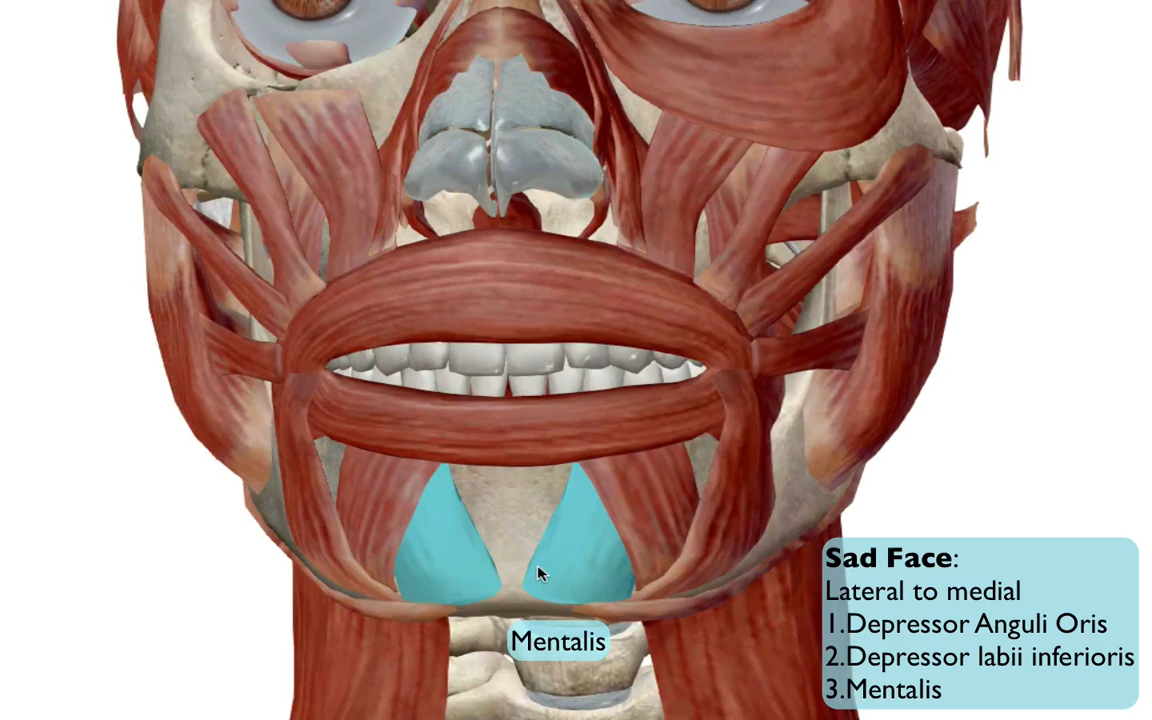 Mentalis
Sad Face:
Lateral to medial
1.Depressor Anguli Oris
2.Depressor labii inferioris
3.Mentalis